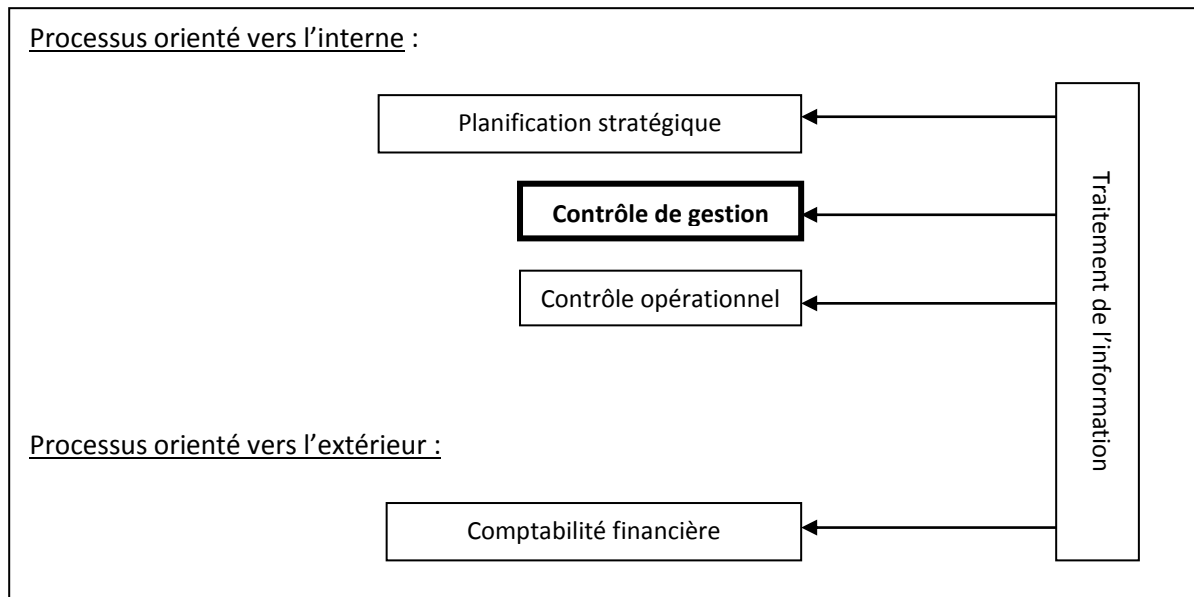 Processus orienté vers l’interne :
Planification stratégique
Contrôle de gestion
Contrôle opérationnel
Traitement de l’information
Processus orienté vers l’extérieur :
Comptabilité financière